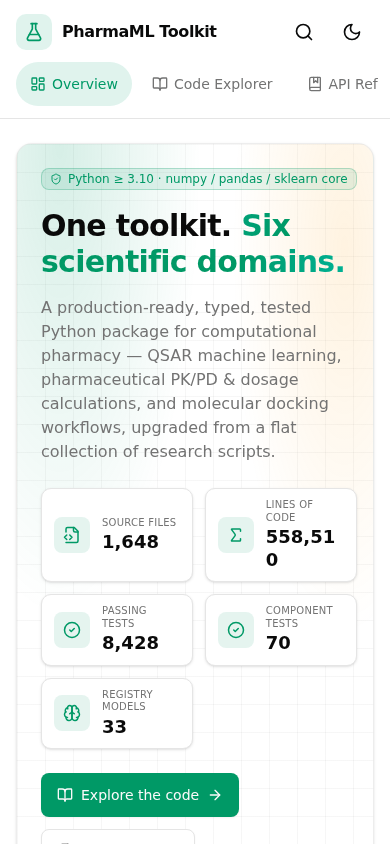 PharmaML Toolkit
Overview
Code Explorer
API Ref
Python ≥ 3.10 · numpy / pandas / sklearn core
One toolkit. Six
scientific domains.
A production-ready, typed, tested
Python package for computational
pharmacy — QSAR machine learning,
pharmaceutical PK/PD & dosage
calculations, and molecular docking
workflows, upgraded from a flat
collection of research scripts.
SOURCE FILES
1,648
LINES OF
CODE
558,51
0
PASSING
TESTS
8,428
COMPONENT
TESTS
70
REGISTRY
MODELS
33
Explore the code